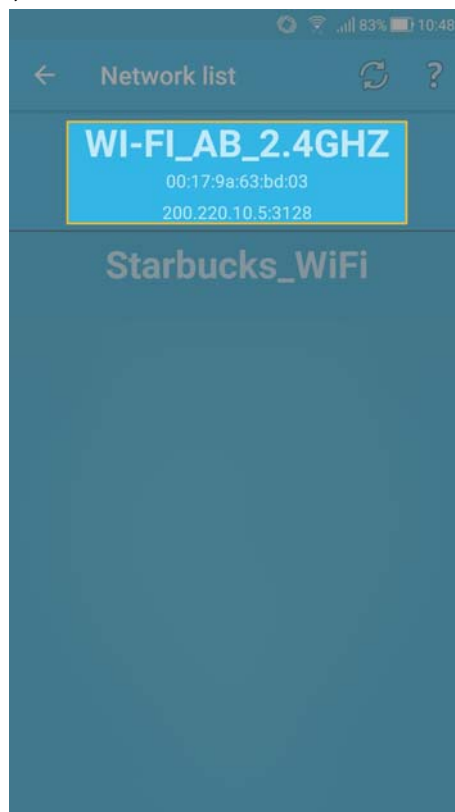 83% 10:48
Network list ?
WI-FI_AB_2.4GHZ
00:17:9a:63:bd:03
200.220.10.5:3128
Starbucks_WiFi